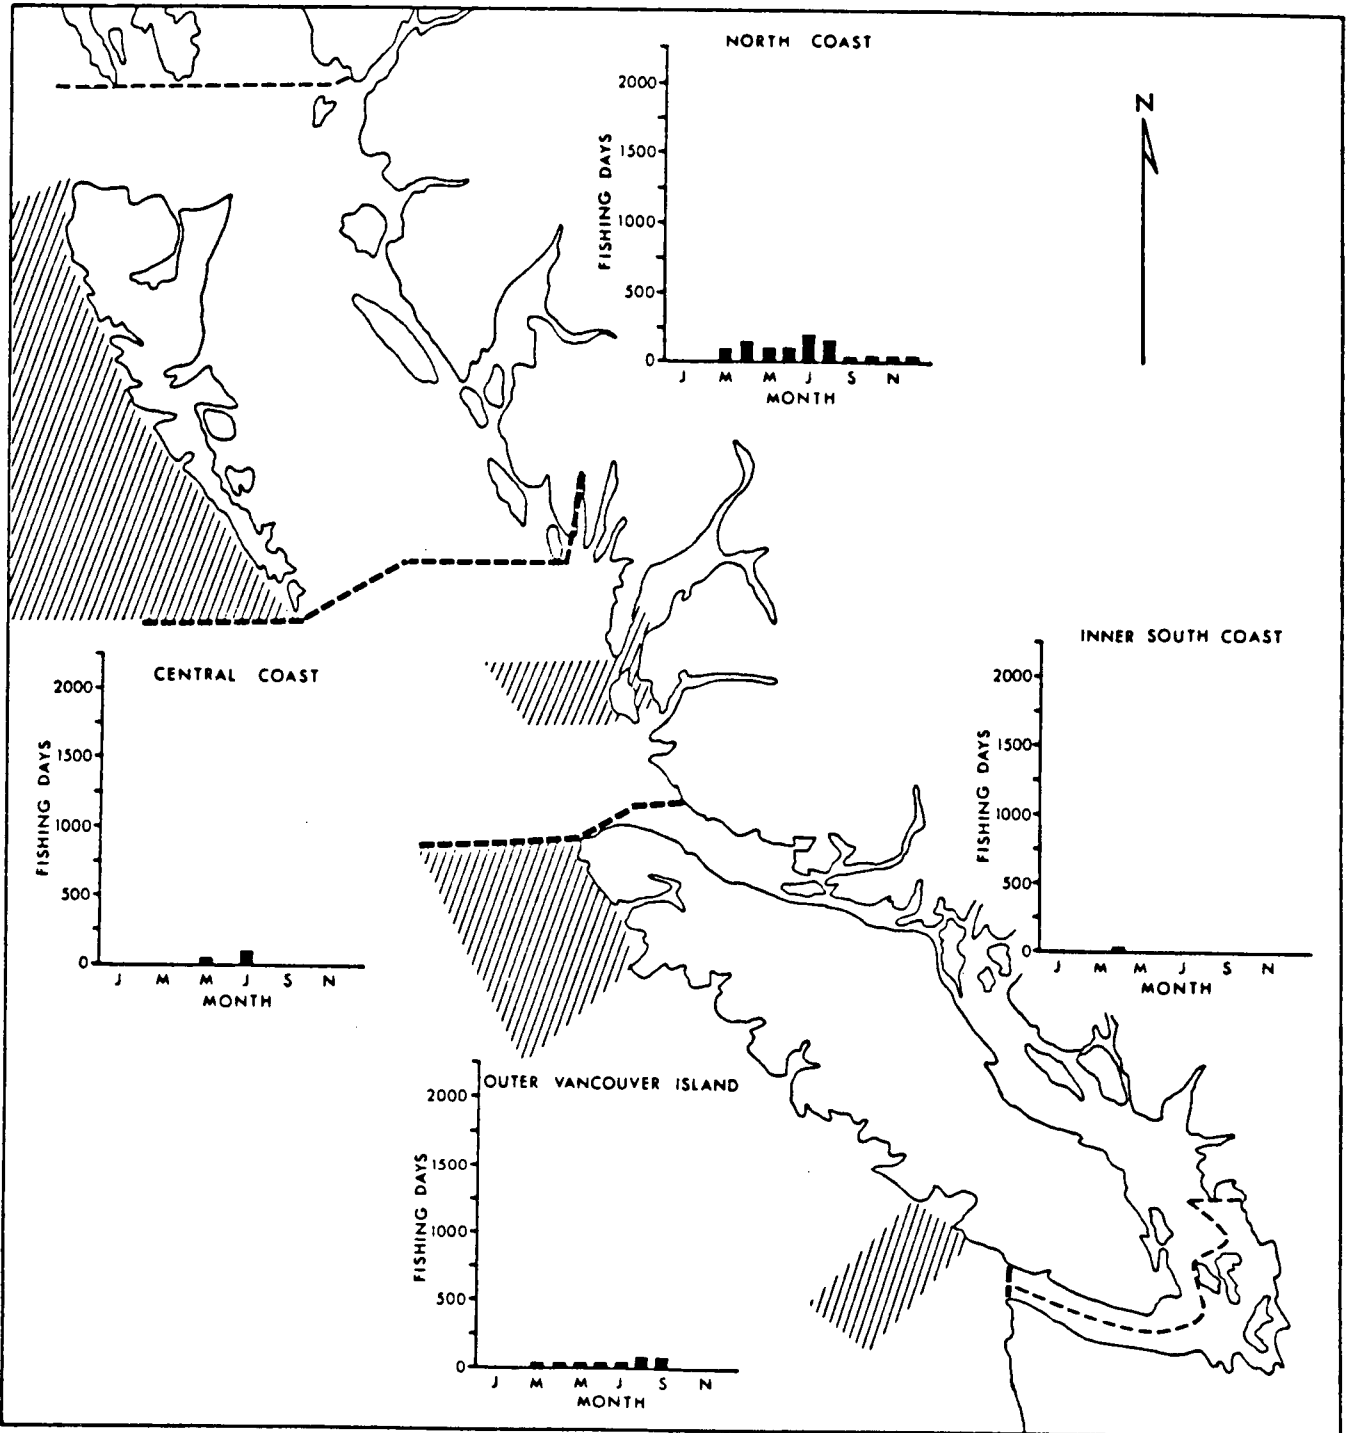 NORTH COAST
2000
1500
1000
500
0
FISHING DAYS
J M M J S N
MONTH
N
CENTRAL COAST
2000
1500
1000
500
0
FISHING DAYS
J M M J S N
MONTH
INNER SOUTH COAST
2000
1500
1000
500
0
FISHING DAYS
J M M J S N
MONTH
OUTER VANCOUVER ISLAND
2000
1500
1000
500
0
FISHING DAYS
J M M J S N
MONTH